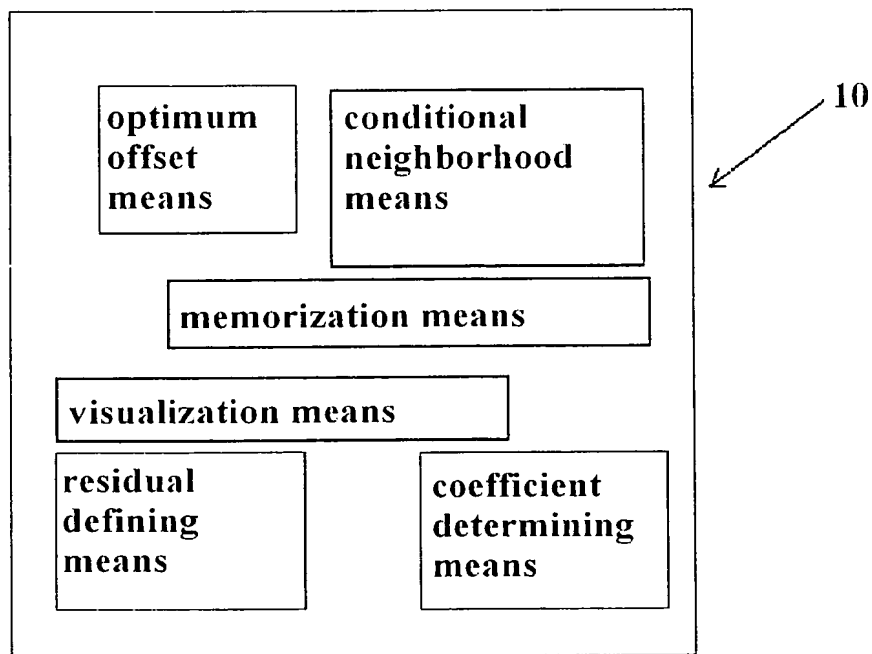 optimum
offset
means
conditional
neighborhood
means
10
memorization means
visualization means
residual
defining
means
coefficient
determining
means